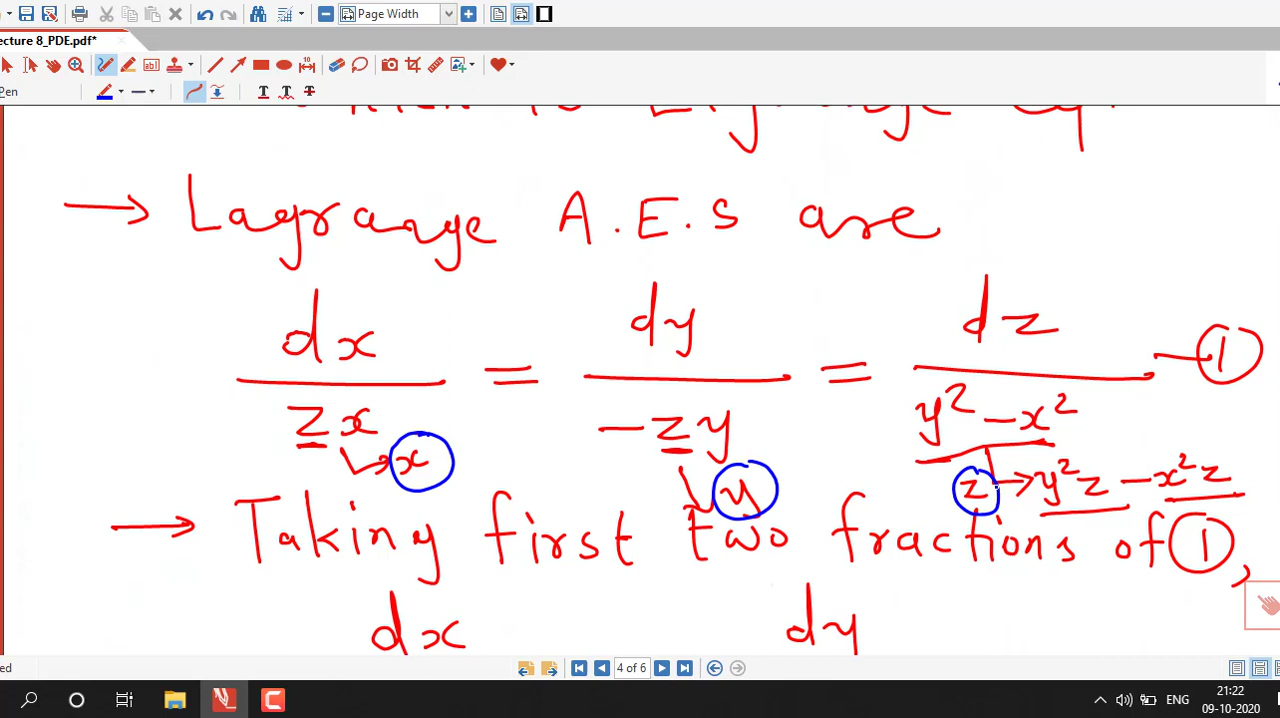 Page Width
ecture 8_PDE.pdf*
Pen
→ Lagrange A.E.s are
dx/zx = dy/-zy = dz/(y² - x²) — ①
x y z → y²z - x²z
→ Taking first two fractions of ①,
dx dy
ed
4 of 6
ENG
21:22
09-10-2020